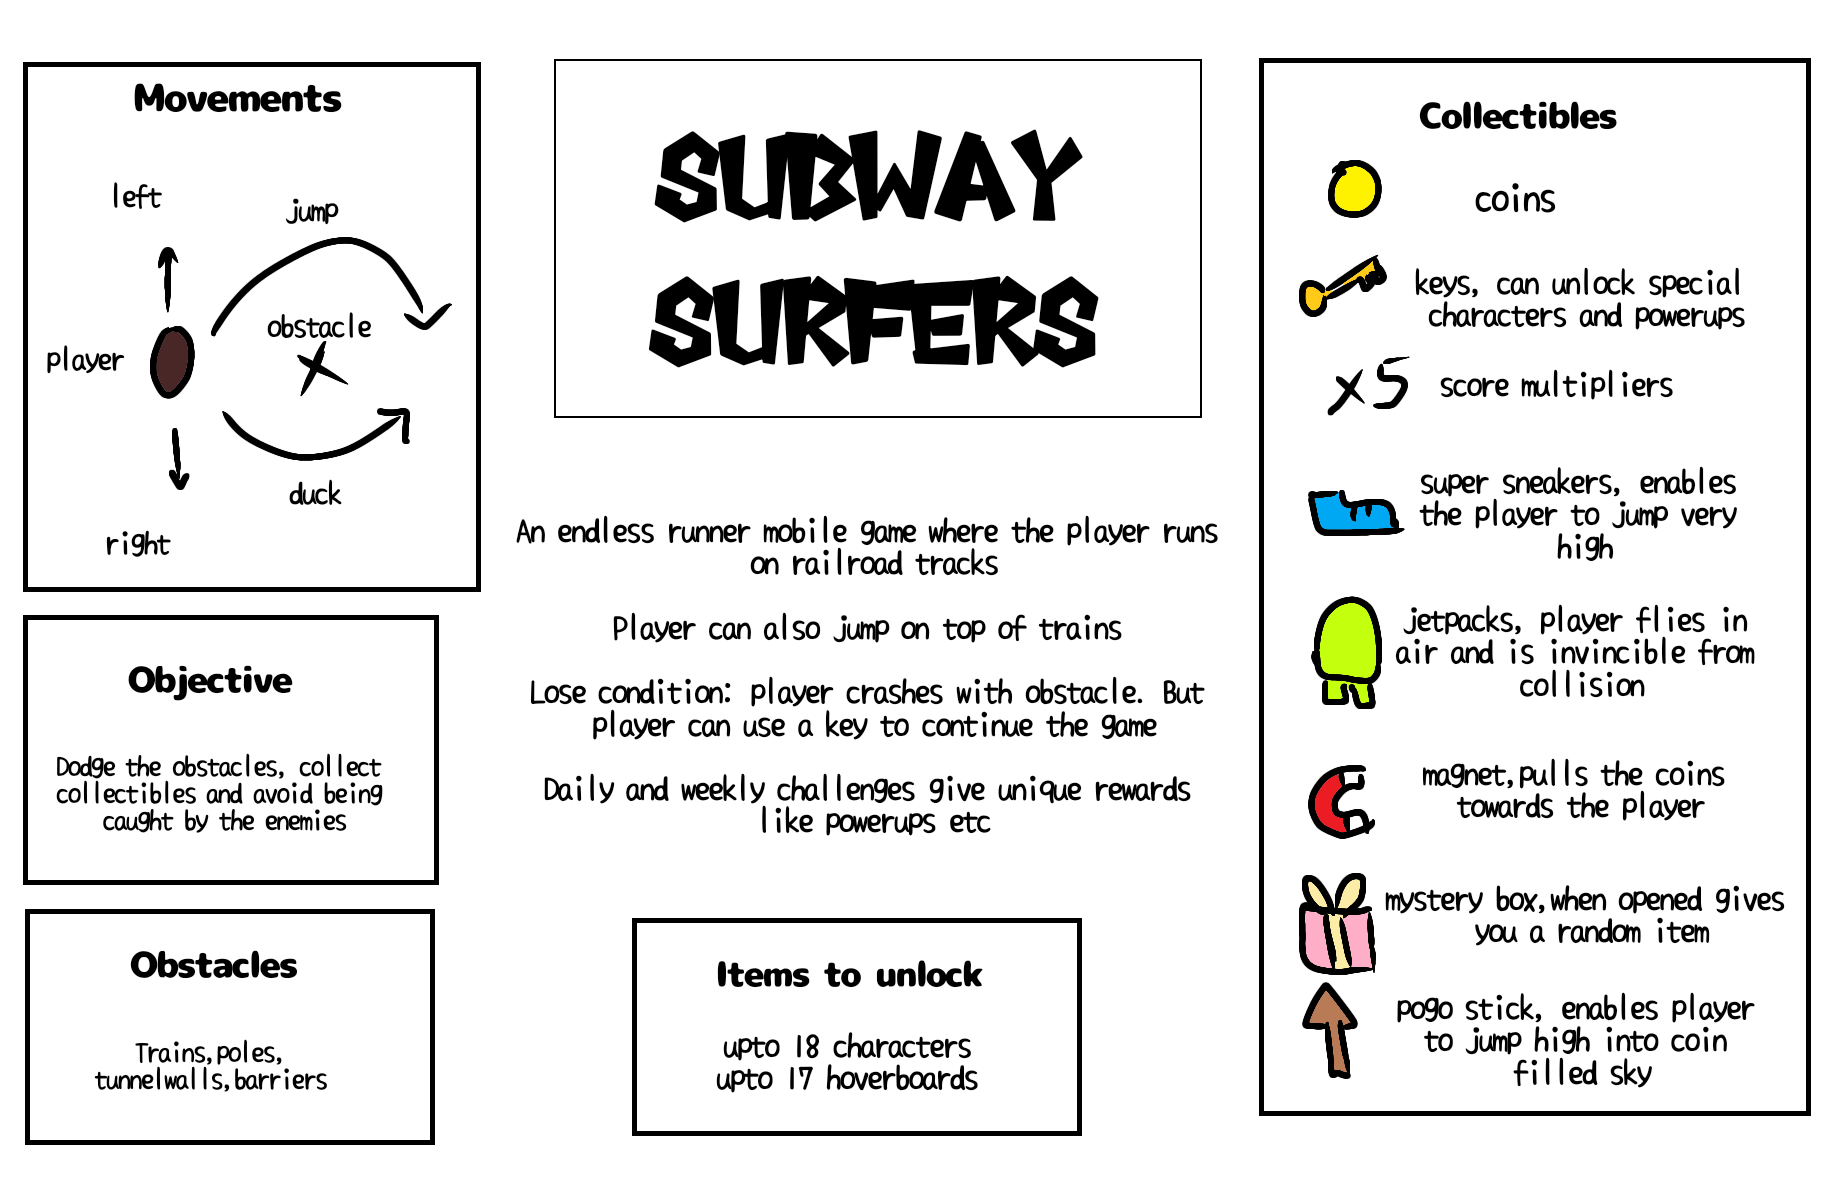 Movements
left
jump
obstacle
player
duck
right
Objective
Dodge the obstacles, collect
collectibles and avoid being
caught by the enemies
Obstacles
Trains,poles,
tunnelwalls,barriers
SUBWAY
SURFERS
An endless runner mobile game where the player runs
on railroad tracks
Player can also jump on top of trains
Lose condition: player crashes with obstacle. But
player can use a key to continue the game
Daily and weekly challenges give unique rewards
like powerups etc
Items to unlock
upto 18 characters
upto 17 hoverboards
Collectibles
coins
keys, can unlock special
characters and powerups
x5 score multipliers
super sneakers, enables
the player to jump very
high
jetpacks, player flies in
air and is invincible from
collision
magnet,pulls the coins
towards the player
mystery box,when opened gives
you a random item
pogo stick, enables player
to jump high into coin
filled sky